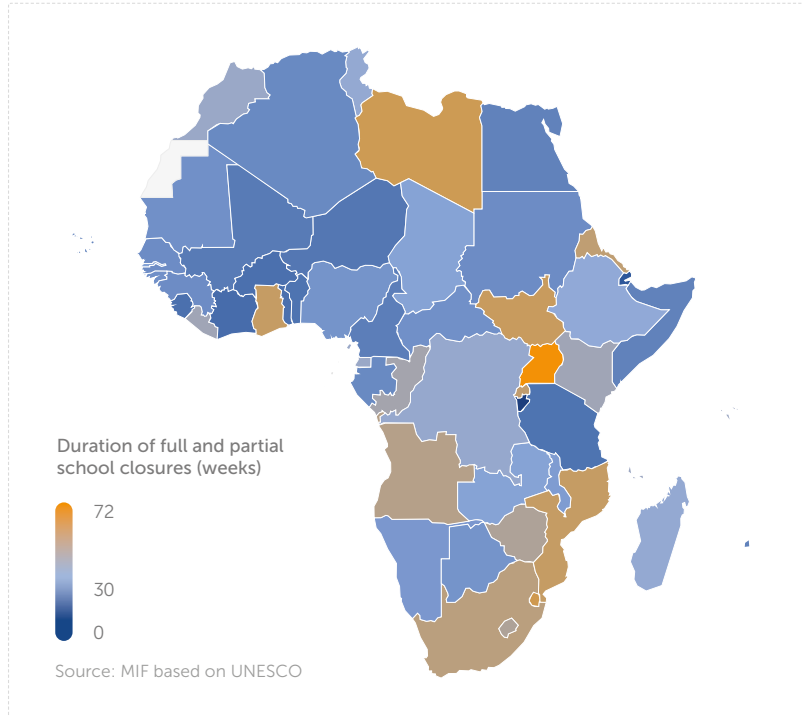 Duration of full and partial
school closures (weeks)
72
30
0
Source: MIF based on UNESCO